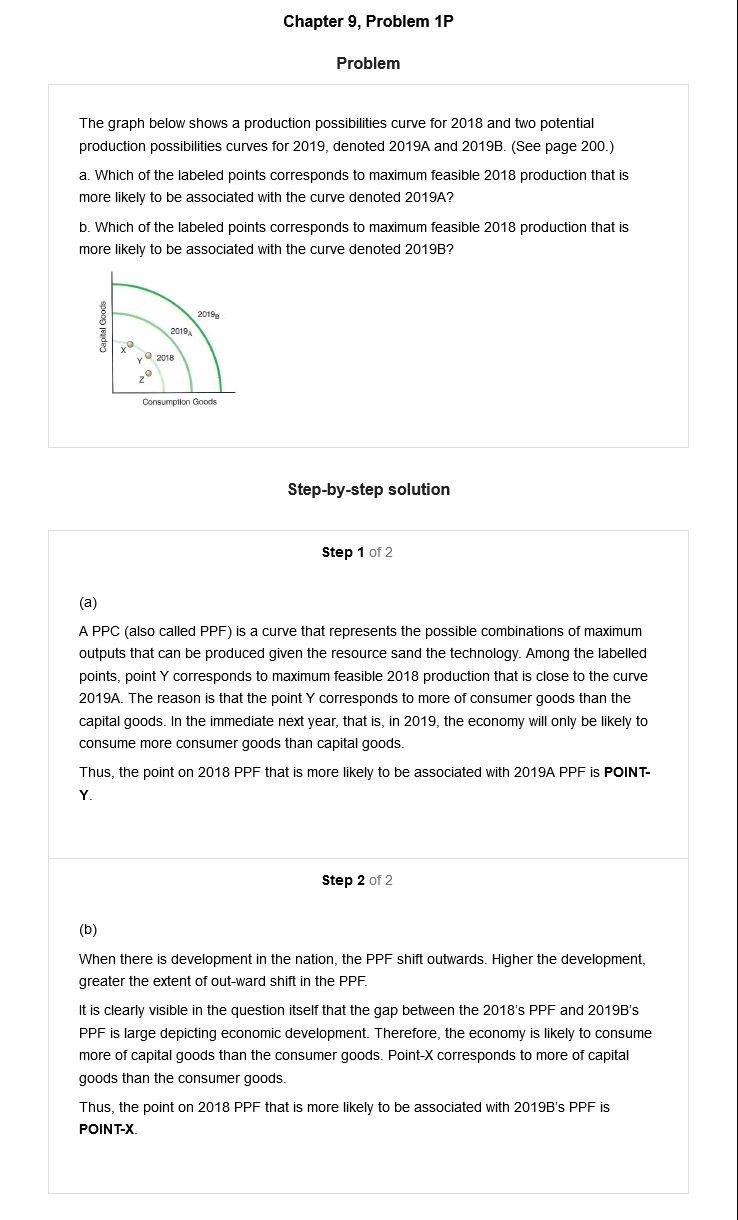 Chapter 9, Problem 1P
Problem
The graph below shows a production possibilities curve for 2018 and two potential
production possibilities curves for 2019, denoted 2019A and 2019B. (See page 200.)
a. Which of the labeled points corresponds to maximum feasible 2018 production that is
more likely to be associated with the curve denoted 2019A?
b. Which of the labeled points corresponds to maximum feasible 2018 production that is
more likely to be associated with the curve denoted 2019B?
Capital Goods
2019B
2019A
X
Y
2018
Z
Consumption Goods
Step-by-step solution
Step 1 of 2
(a)
A PPC (also called PPF) is a curve that represents the possible combinations of maximum
outputs that can be produced given the resource sand the technology. Among the labelled
points, point Y corresponds to maximum feasible 2018 production that is close to the curve
2019A. The reason is that the point Y corresponds to more of consumer goods than the
capital goods. In the immediate next year, that is, in 2019, the economy will only be likely to
consume more consumer goods than capital goods.
Thus, the point on 2018 PPF that is more likely to be associated with 2019A PPF is POINT-
Y.
Step 2 of 2
(b)
When there is development in the nation, the PPF shift outwards. Higher the development,
greater the extent of out-ward shift in the PPF.
It is clearly visible in the question itself that the gap between the 2018's PPF and 2019B's
PPF is large depicting economic development. Therefore, the economy is likely to consume
more of capital goods than the consumer goods. Point-X corresponds to more of capital
goods than the consumer goods.
Thus, the point on 2018 PPF that is more likely to be associated with 2019B's PPF is
POINT-X.